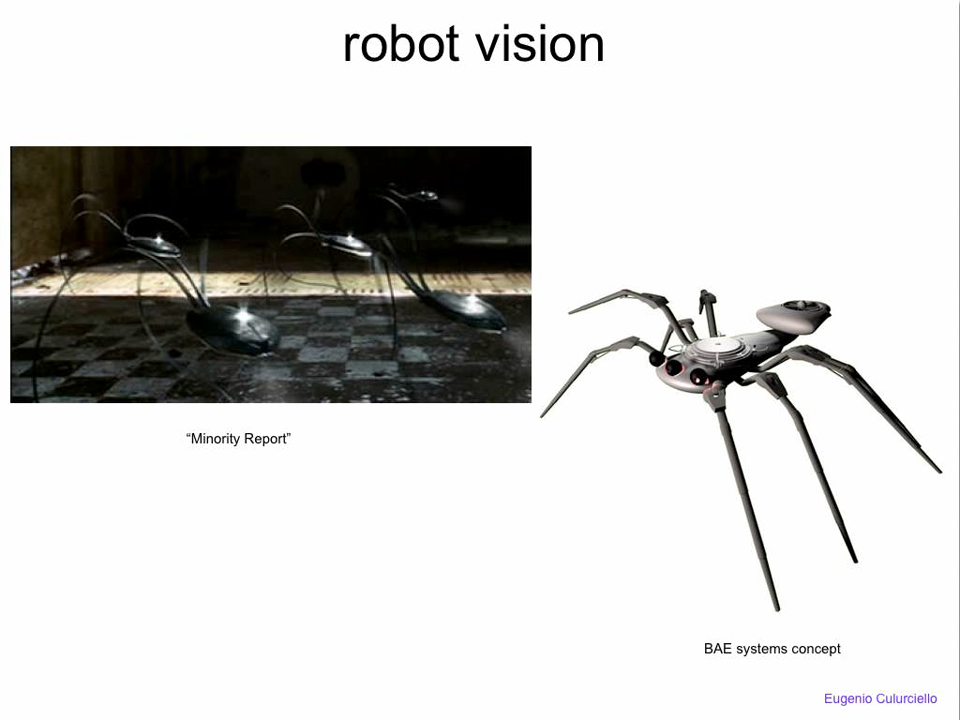 robot vision
“Minority Report”
BAE systems concept
Eugenio Culurciello